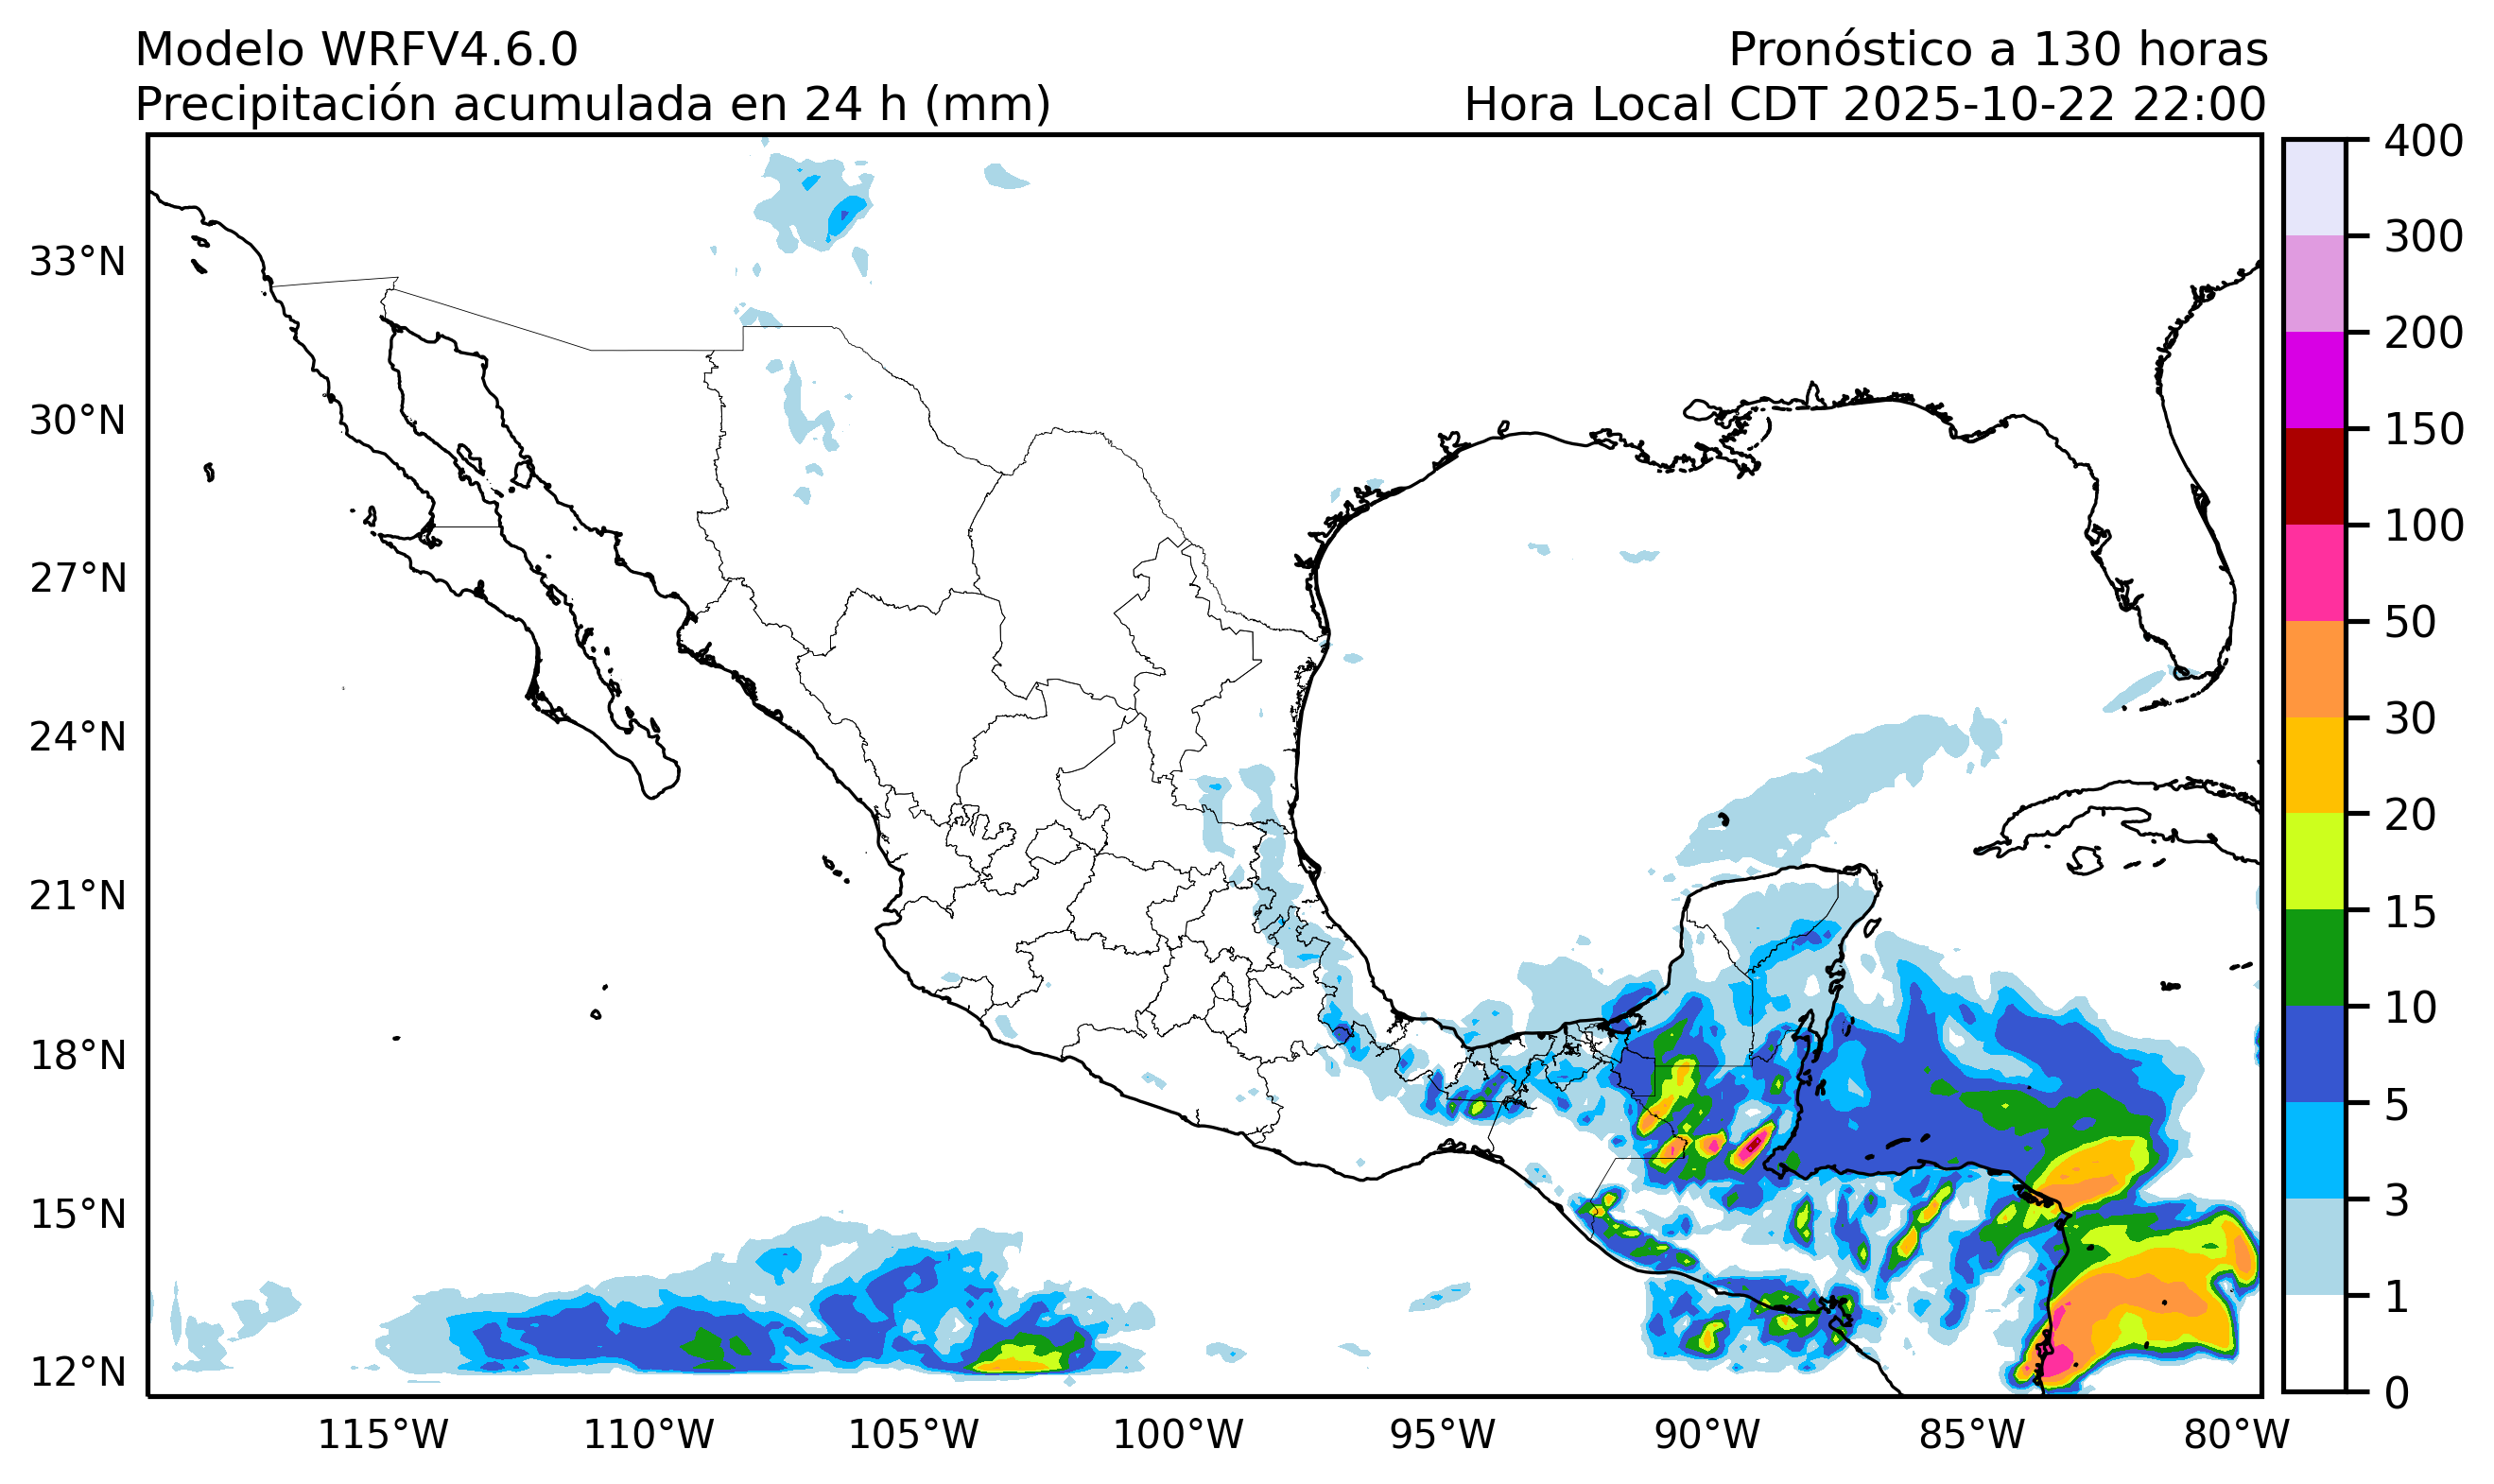 Modelo WRFV4.6.0
Precipitación acumulada en 24 h (mm)
Pronóstico a 130 horas
Hora Local CDT 2025-10-22 22:00
33°N
30°N
27°N
24°N
21°N
18°N
15°N
12°N
115°W
110°W
105°W
100°W
95°W
90°W
85°W
80°W
400
300
200
150
100
50
30
20
15
10
5
3
1
0